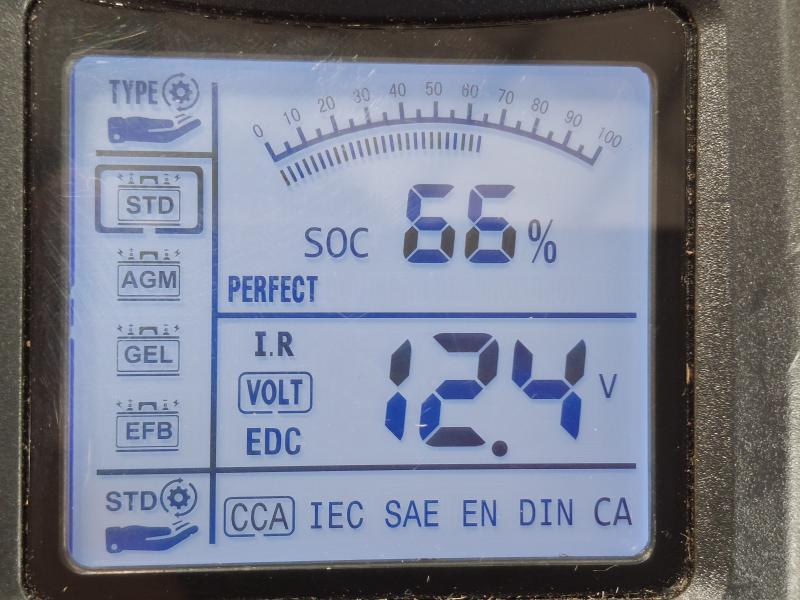 TYPE
STD
AGM
GEL
EFB
STD
0 10 20 30 40 50 60 70 80 90 100
SOC 66%
PERFECT
I.R
VOLT
EDC
12.4 V
CCA IEC SAE EN DIN CA